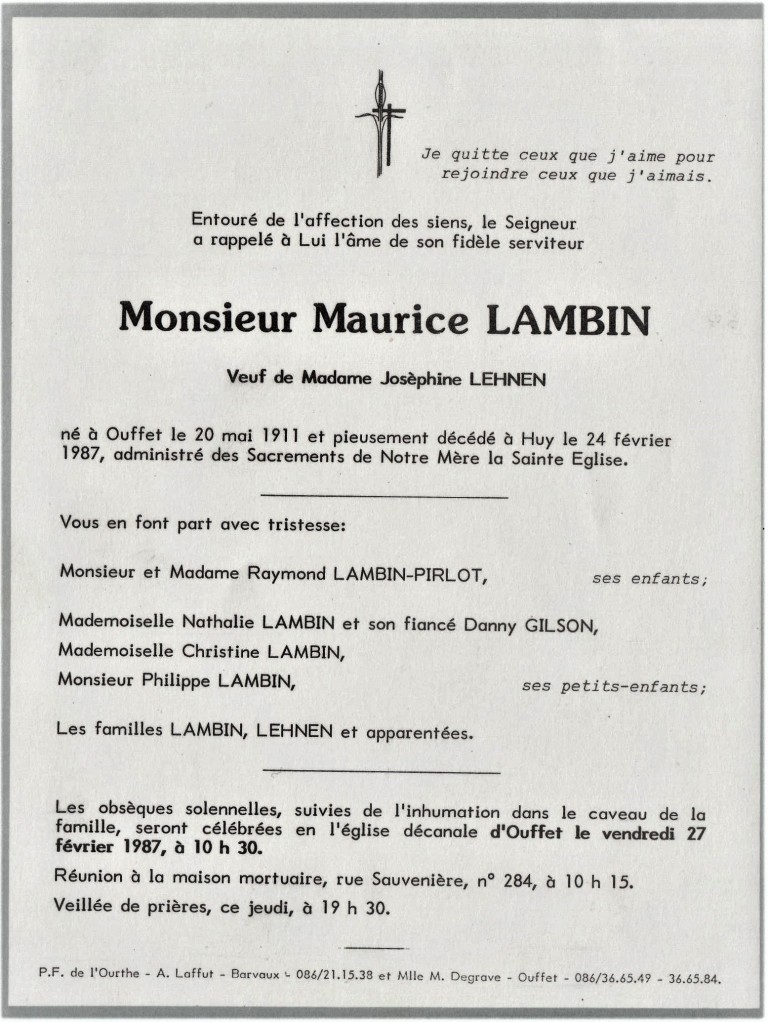 Je quitte ceux que j'aime pour
rejoindre ceux que j'aimais.
Entouré de l'affection des siens, le Seigneur
a rappelé à Lui l'âme de son fidèle serviteur
Monsieur Maurice LAMBIN
Veuf de Madame Josèphine LEHNEN
né à Ouffet le 20 mai 1911 et pieusement décédé à Huy le 24 février
1987, administré des Sacrements de Notre Mère la Sainte Eglise.
Vous en font part avec tristesse:
Monsieur et Madame Raymond LAMBIN-PIRLOT, ses enfants;
Mademoiselle Nathalie LAMBIN et son fiancé Danny GILSON,
Mademoiselle Christine LAMBIN,
Monsieur Philippe LAMBIN, ses petits-enfants;
Les familles LAMBIN, LEHNEN et apparentées.
Les obsèques solennelles, suivies de l'inhumation dans le caveau de la
famille, seront célébrées en l'église décanale d'Ouffet le vendredi 27
février 1987, à 10 h 30.
Réunion à la maison mortuaire, rue Sauvenière, n° 284, à 10 h 15.
Veillée de prières, ce jeudi, à 19 h 30.
P.F. de l'Ourthe - A. Laffut - Barvaux - 086/21.15.38 et Mlle M. Degrave - Ouffet - 086/36.65.49 - 36.65.84.